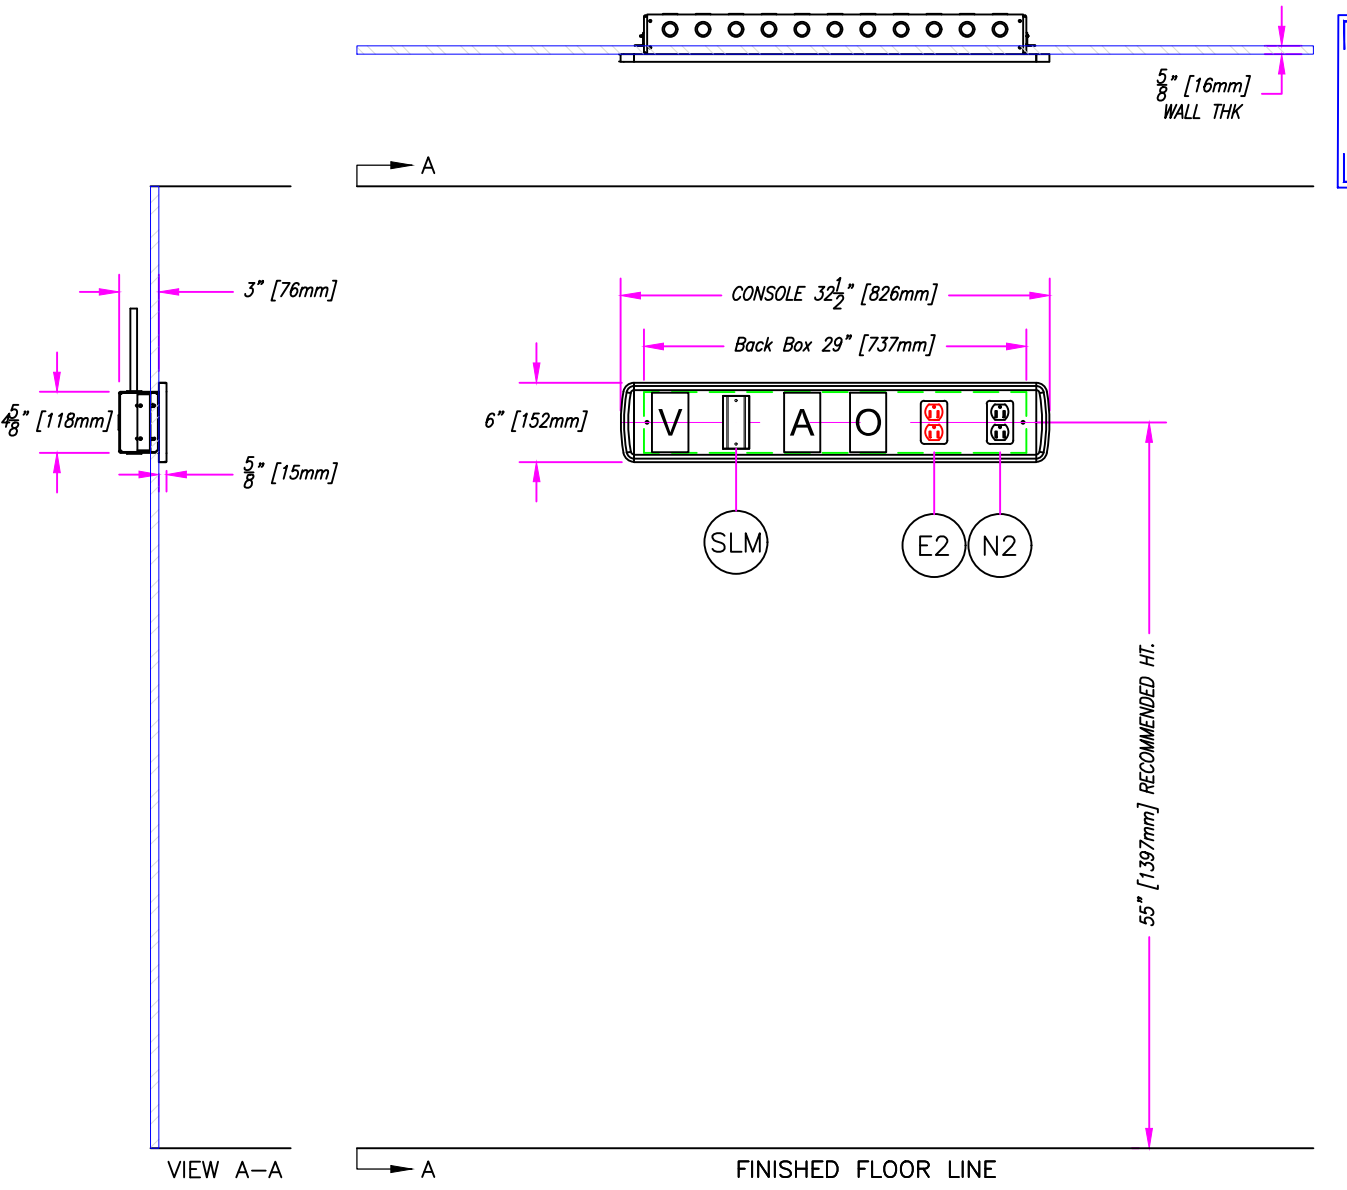 5/8" [16mm]
WALL THK
A
3" [76mm]
CONSOLE 32 1/2" [826mm]
Back Box 29" [737mm]
4 5/8" [118mm]
6" [152mm]
V A O
5/8" [15mm]
SLM E2 N2
55" [1397mm] RECOMMENDED HT.
VIEW A-A
A
FINISHED FLOOR LINE